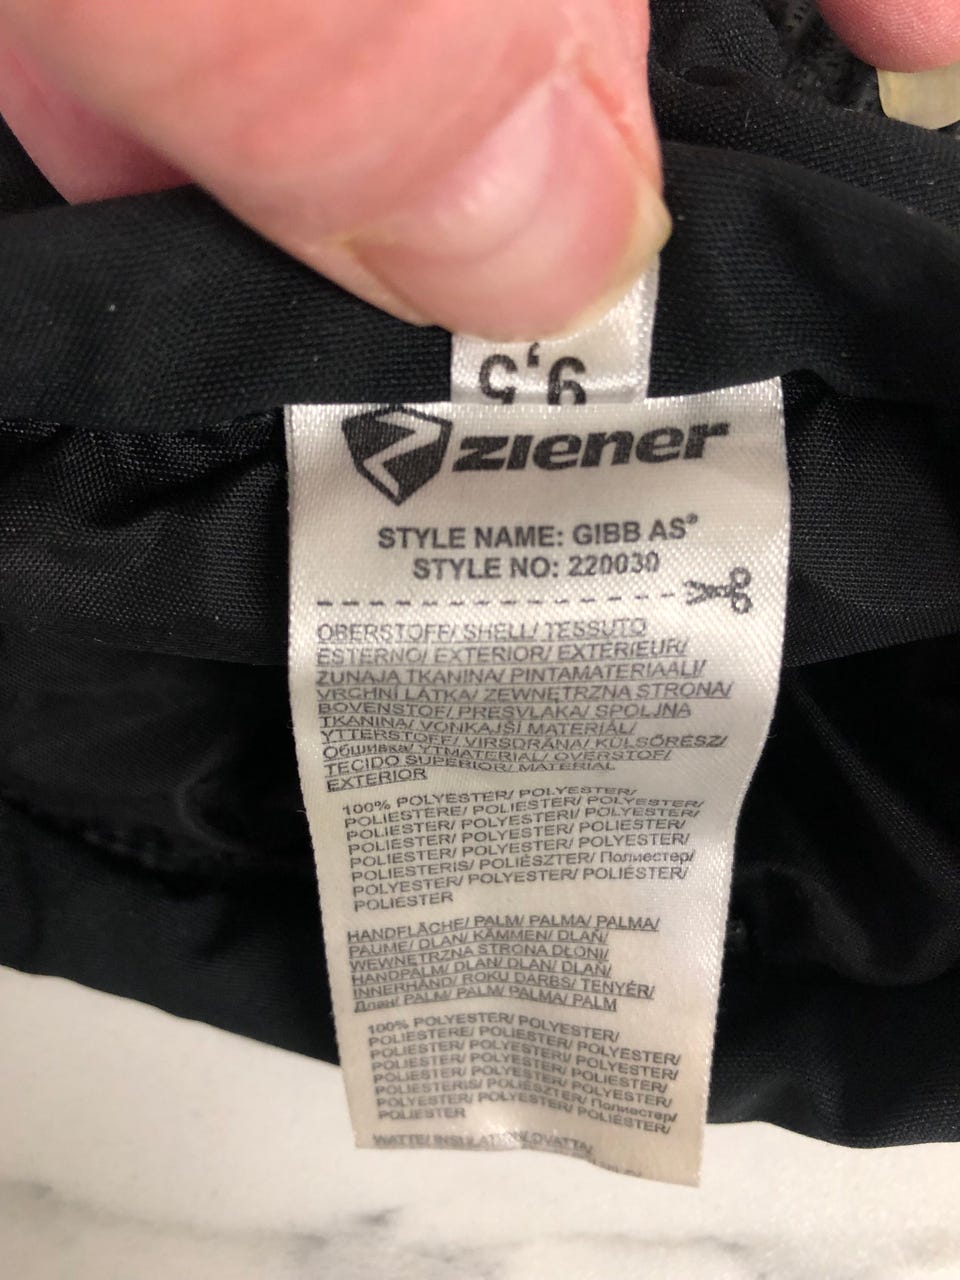 9,5
ziener
STYLE NAME: GIBB AS®
STYLE NO: 220030
OBERSTOFF/ SHELL/ TESSUTO
ESTERNO/ EXTERIOR/ EXTÉRIEUR/
ZUNAJA TKANINA/ PINTAMATERIAALI/
VRCHNÍ LÁTKA/ ZEWNĘTRZNA STRONA/
BOVENSTOF/ PRESVLAKA/ SPOLJNA
TKANINA/ VONKAJŠÍ MATERIÁL/
YTTERSTOFF/ VIRSDRĀNA/ KÜLSŐRÉSZ/
Обшивка/ YTMATERIAL/ OVERSTOF/
TECIDO SUPERIOR/ MATERIAL
EXTERIOR
100% POLYESTER/ POLYESTER/
POLIESTERE/ POLIESTER/ POLYESTER/
POLIESTER/ POLYESTERI/ POLYESTER/
POLIESTER/ POLYESTER/ POLIESTER/
POLIESTER/ POLYESTER/ POLYESTER/
POLIESTERIS/ POLIÉSZTER/ Полиестер/
POLYESTER/ POLYESTER/ POLIÉSTER/
POLIESTER
HANDFLÄCHE/ PALM/ PALMA/ PALMA/
PAUME/ DLAN/ KÄMMEN/ DLAŇ/
WEWNĘTRZNA STRONA DŁONI/
HANDPALM/ DLAN/ DLAN/ DLAŇ/
INNERHÅND/ ROKU DARBS/ TENYÉR/
Длан/ PALM/ PALM/ PALMA/ PALM
100% POLYESTER/ POLYESTER/
POLIESTERE/ POLIESTER/ POLYESTER/
POLIESTER/ POLYESTERI/ POLYESTER/
POLIESTER/ POLYESTER/ POLIESTER/
POLIESTER/ POLYESTER/ POLYESTER/
POLIESTERIS/ POLIÉSZTER/ Полиестер/
POLYESTER/ POLYESTER/ POLIÉSTER/
POLIESTER
WATTE/ INSULATION/ OVATTA/